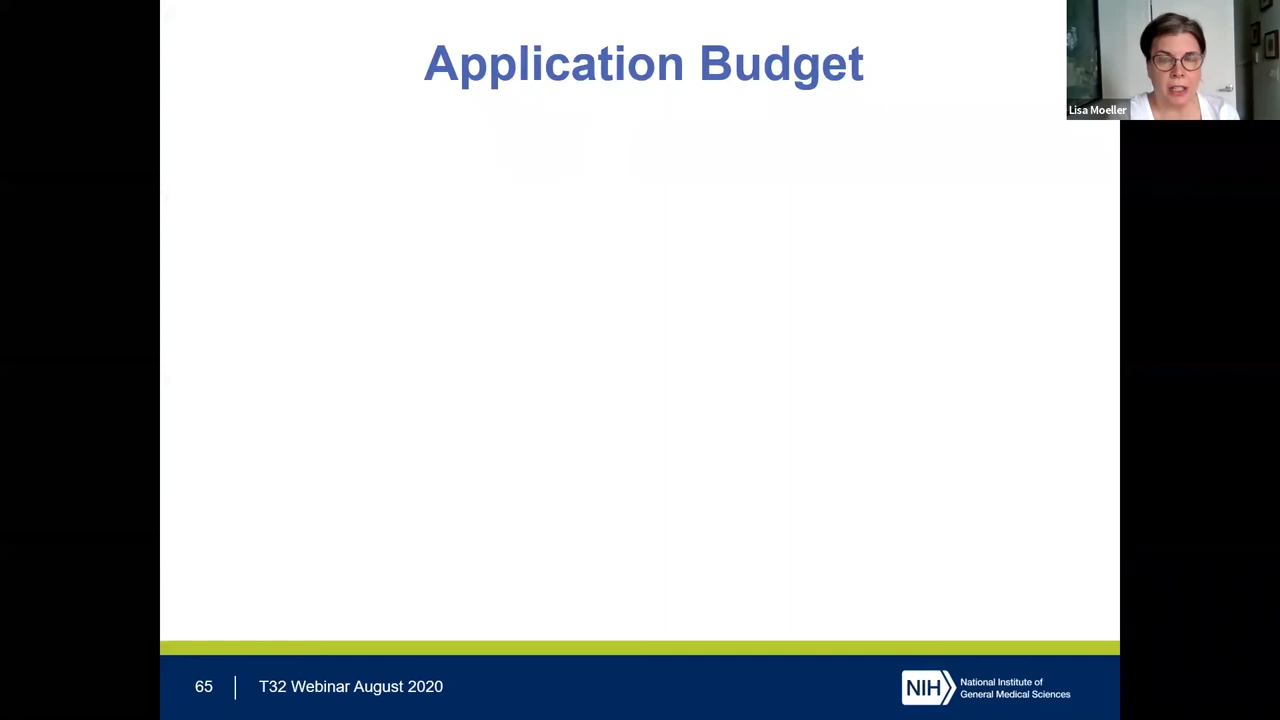 Application Budget
Lisa Moeller
65
T32 Webinar August 2020
NIH
National Institute of
General Medical Sciences